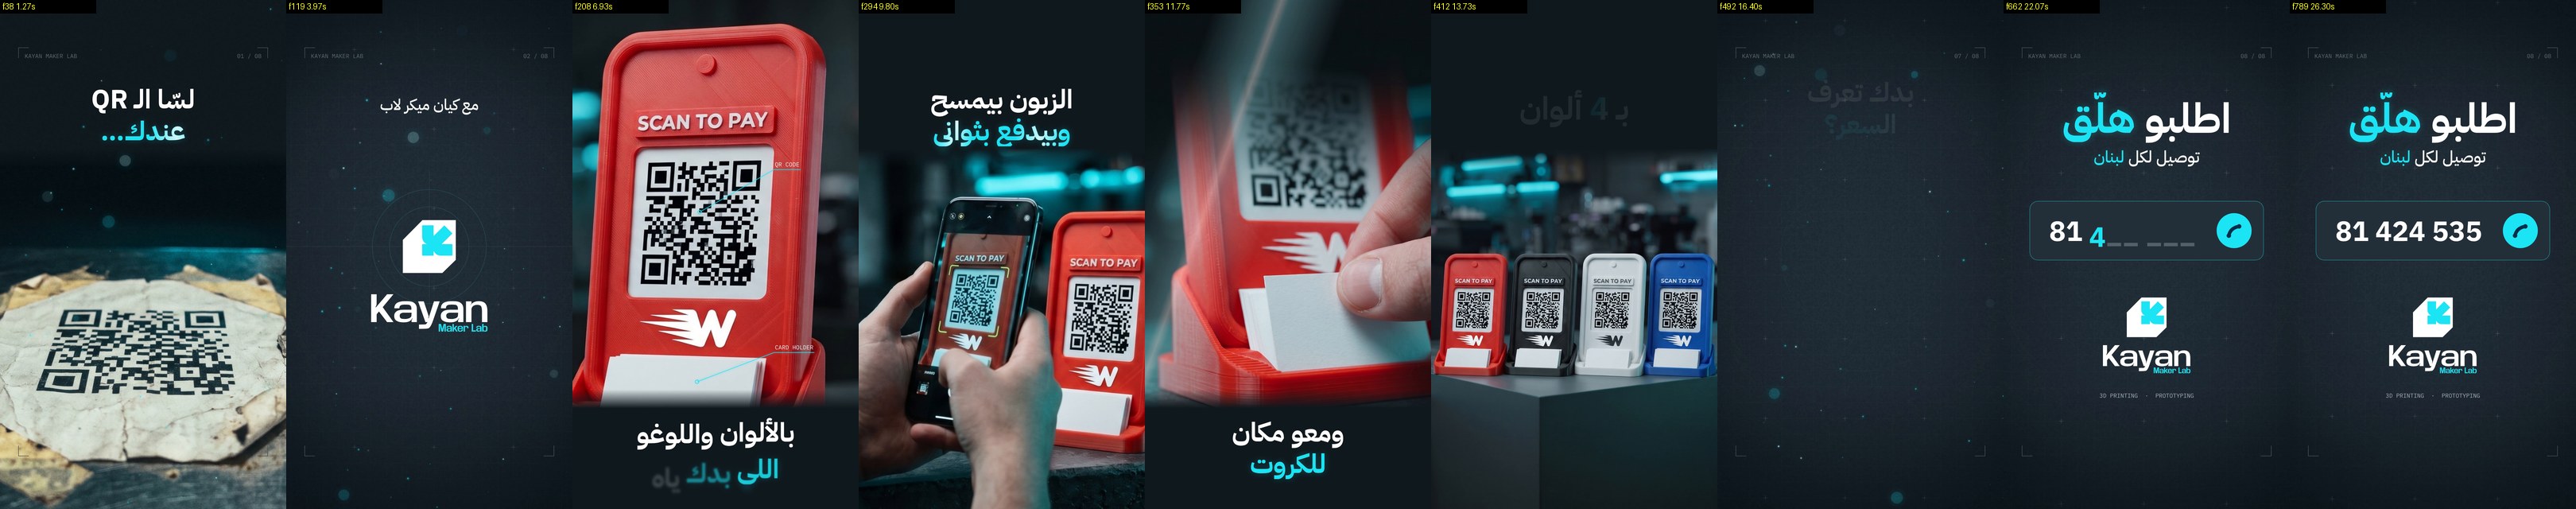 f38 1.27s
KAYAN MAKER LAB
01 / 08
لسّا الـ QR
عندك...
f119 3.97s
KAYAN MAKER LAB
02 / 08
مع كيان ميكر لاب
Kayan
Maker Lab
f208 6.93s
SCAN TO PAY
QR CODE
W
CARD HOLDER
بالألوان واللوغو
اللي بدك ياه
f294 9.80s
الزبون بيمسح
وبيدفع بثواني
SCAN TO PAY
SCAN TO PAY
W
f353 11.77s
W
ومعو مكان
للكروت
f412 13.73s
بـ 4 ألوان
SCAN TO PAY
SCAN TO PAY
SCAN TO PAY
SCAN TO PAY
W
W
W
W
f492 16.40s
KAYAN MAKER LAB
07 / 08
بدك تعرف
السعر؟
f662 22.07s
KAYAN MAKER LAB
08 / 08
اطلبو هلّق
توصيل لكل لبنان
81 4__ ___
Kayan
Maker Lab
3D PRINTING · PROTOTYPING
f789 26.30s
KAYAN MAKER LAB
08 / 08
اطلبو هلّق
توصيل لكل لبنان
81 424 535
Kayan
Maker Lab
3D PRINTING · PROTOTYPING